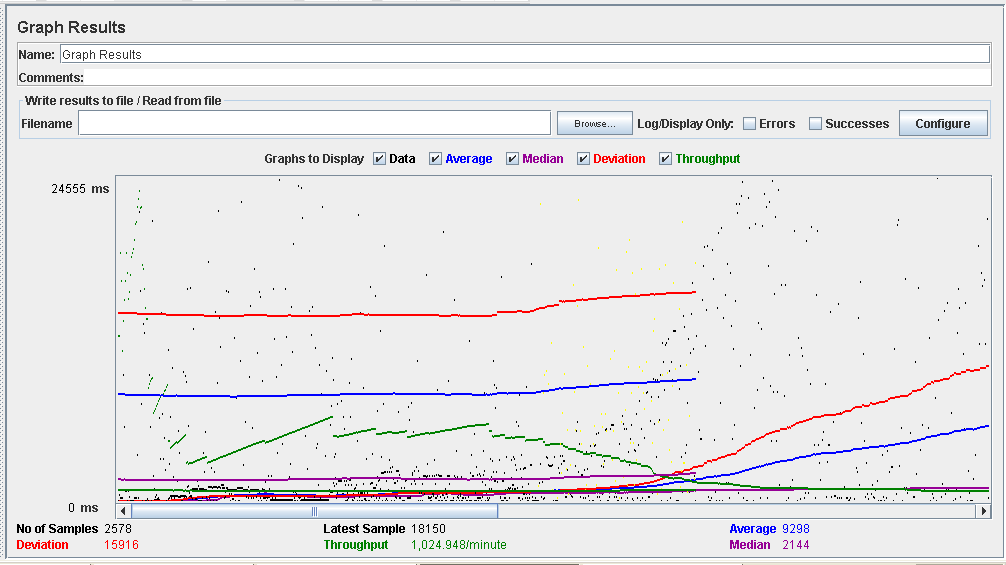 Graph Results
Name: Graph Results
Comments:
Write results to file / Read from file
Filename Browse... Log/Display Only: Errors Successes Configure
Graphs to Display Data Average Median Deviation Throughput
24555 ms
0 ms
No of Samples 2578 Latest Sample 18150 Average 9298
Deviation 15916 Throughput 1,024.948/minute Median 2144